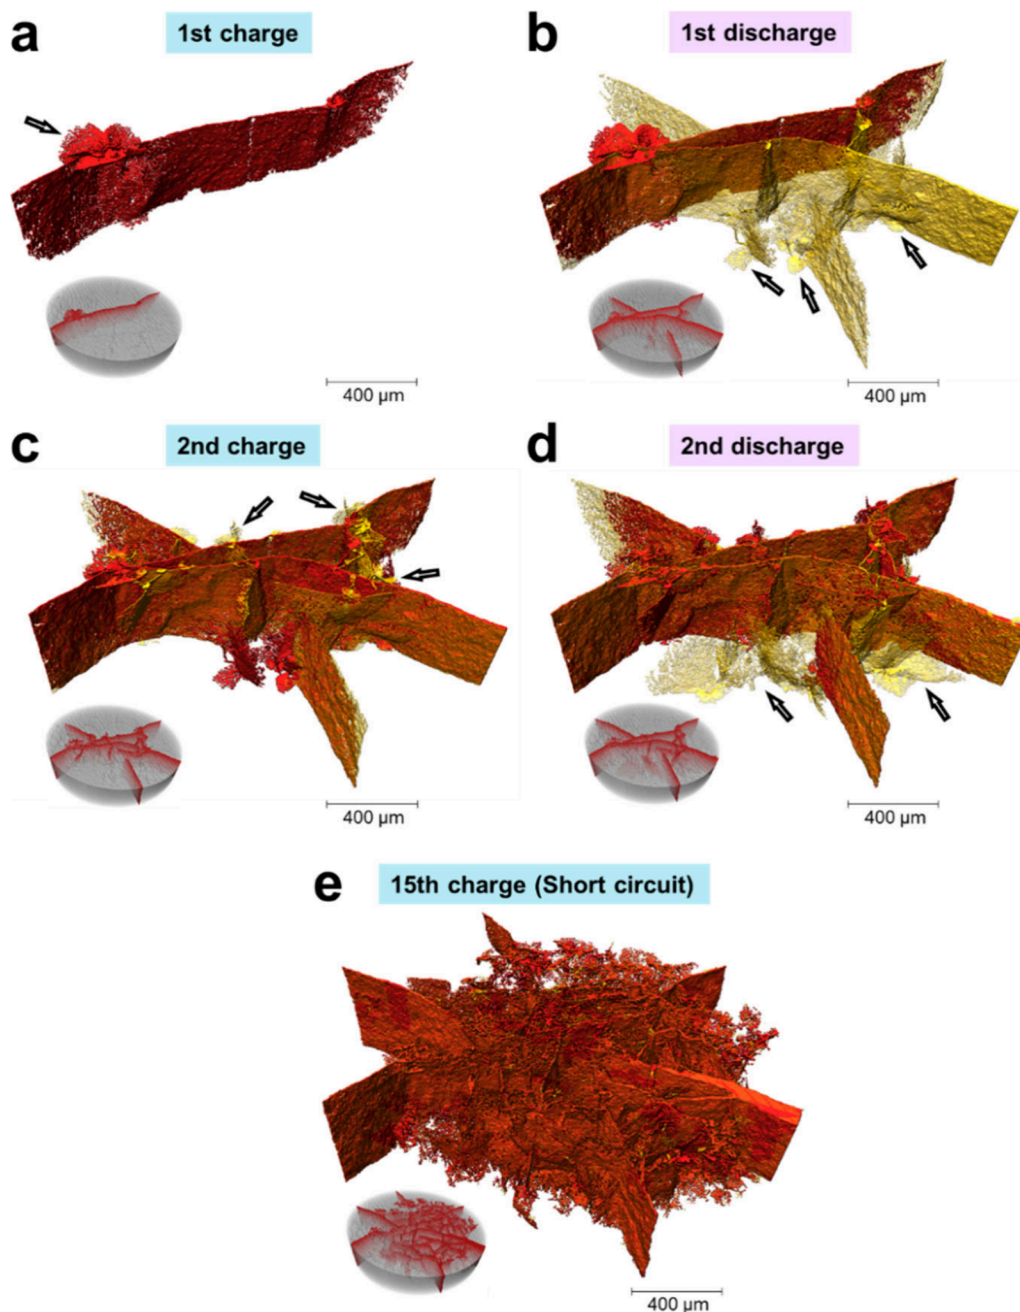 a
1st charge
b
1st discharge
400 µm
400 µm
c
2nd charge
d
2nd discharge
400 µm
400 µm
e
15th charge (Short circuit)
400 µm